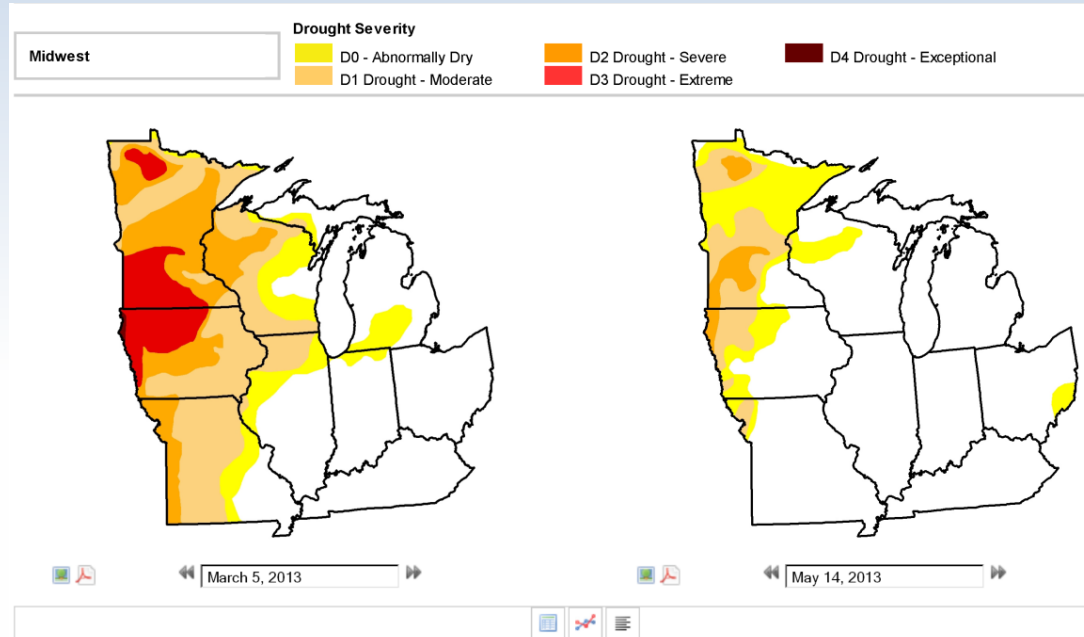 Drought Severity
Midwest
D0 - Abnormally Dry
D2 Drought - Severe
D4 Drought - Exceptional
D1 Drought - Moderate
D3 Drought - Extreme
March 5, 2013
May 14, 2013